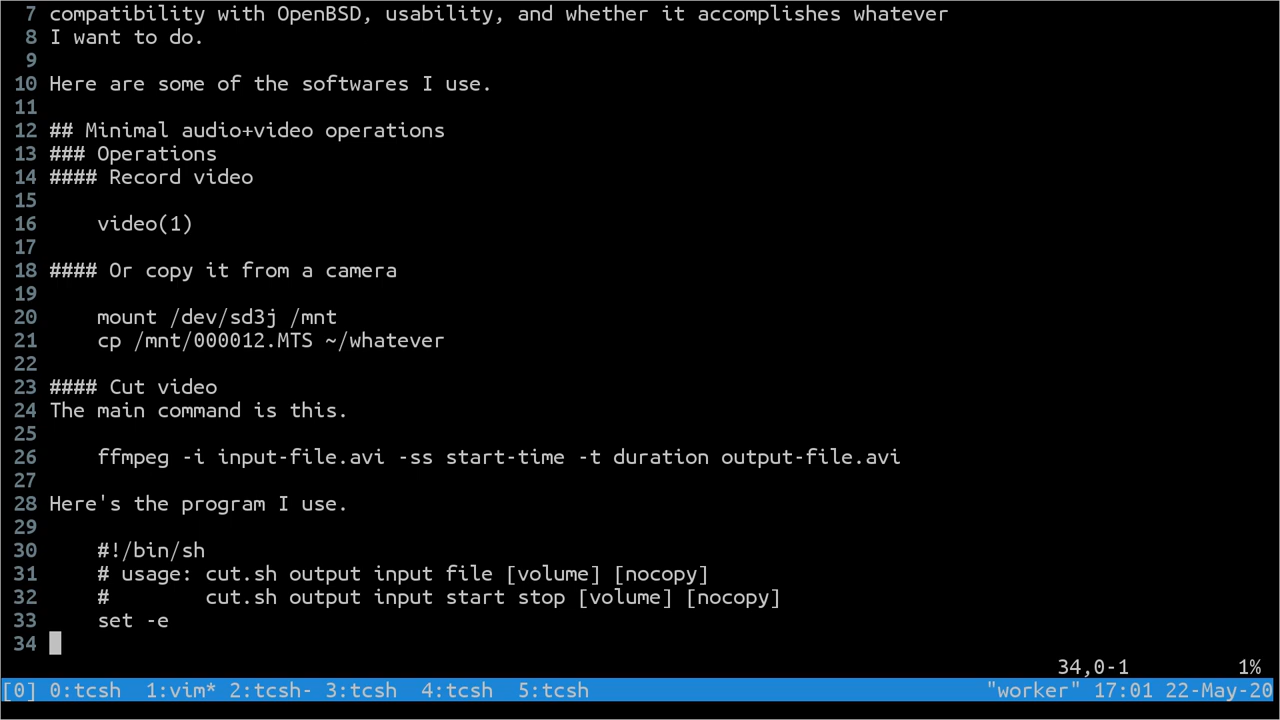 7 compatibility with OpenBSD, usability, and whether it accomplishes whatever
8 I want to do.
9
10 Here are some of the softwares I use.
11
12 ## Minimal audio+video operations
13 ### Operations
14 #### Record video
15
16     video(1)
17
18 #### Or copy it from a camera
19
20     mount /dev/sd3j /mnt
21     cp /mnt/000012.MTS ~/whatever
22
23 #### Cut video
24 The main command is this.
25
26     ffmpeg -i input-file.avi -ss start-time -t duration output-file.avi
27
28 Here's the program I use.
29
30     #!/bin/sh
31     # usage: cut.sh output input file [volume] [nocopy]
32     #        cut.sh output input start stop [volume] [nocopy]
33     set -e
34
34,0-1 1%
[0] 0:tcsh  1:vim* 2:tcsh- 3:tcsh  4:tcsh  5:tcsh "worker" 17:01 22-May-20